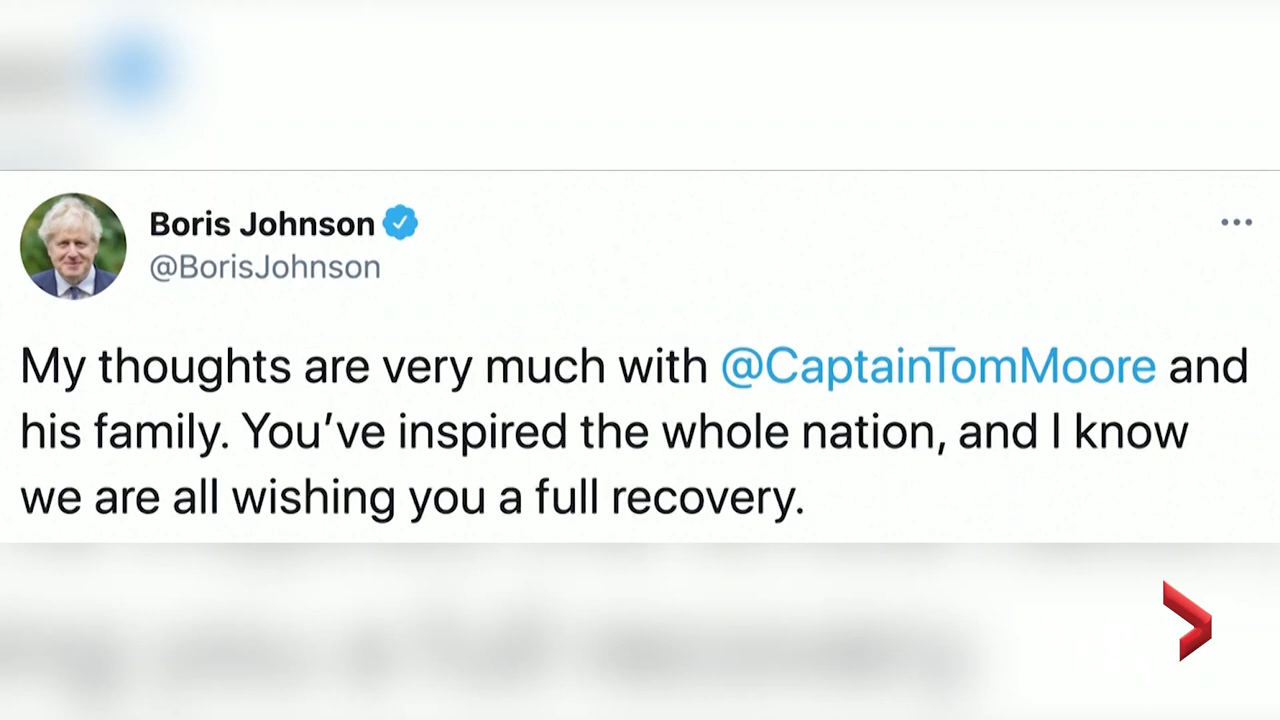 Boris Johnson
@BorisJohnson
My thoughts are very much with @CaptainTomMoore and
his family. You’ve inspired the whole nation, and I know
we are all wishing you a full recovery.